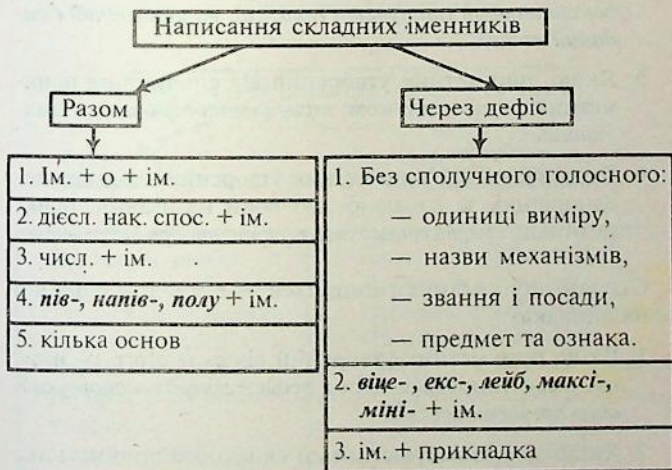 Написання складних іменників
Разом
Через дефіс
1. Ім. + о + ім.
2. дієсл. нак. спос. + ім.
3. числ. + ім.
4. пів-, напів-, полу + ім.
5. кілька основ
1. Без сполучного голосного:
— одиниці виміру,
— назви механізмів,
— звання і посади,
— предмет та ознака.
2. віце-, екс-, лейб, максі-,
міні- + ім.
3. ім. + прикладка